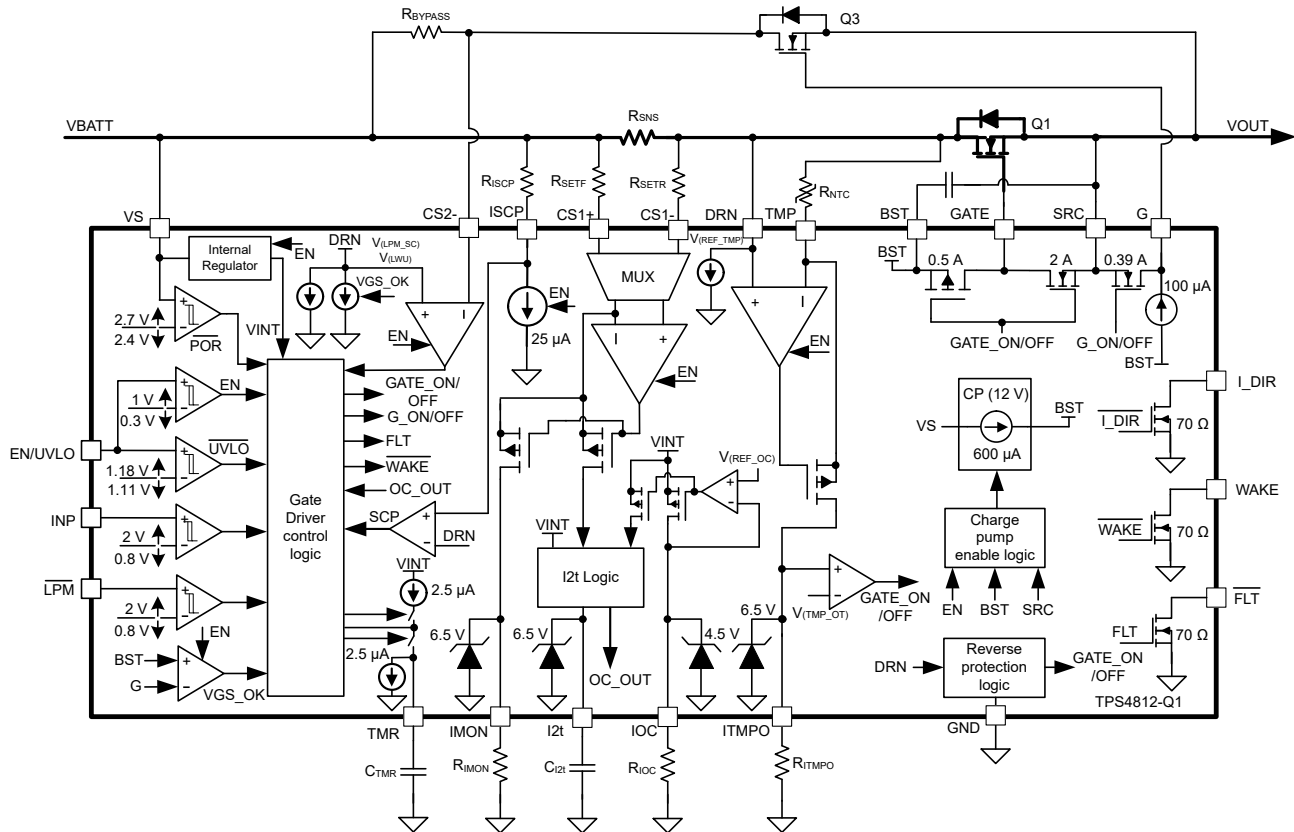 RBYPASS
Q3
VBATT
RSNS
Q1
VOUT
RISCP
RSETF
RSETR
RNTC
VS
CS2-
ISCP
CS1+
CS1-
DRN
TMP
BST
GATE
SRC
G
Internal
Regulator
EN
DRN
V(LPM_SC)
V(LWU)
VGS_OK
MUX
V(REF_TMP)
BST
0.5 A
2 A
0.39 A
100 µA
2.7 V
2.4 V
POR
VINT
+
−
EN
EN
25 µA
EN
EN
GATE_ON/OFF
G_ON/OFF
BST
1 V
0.3 V
EN
GATE_ON/
OFF
G_ON/OFF
FLT
WAKE
OC_OUT
EN/UVLO
1.18 V
1.11 V
UVLO
Gate
Driver
control
logic
CP (12 V)
VS
600 µA
BST
I_DIR
I_DIR
70 Ω
INP
2 V
0.8 V
SCP
DRN
VINT
V(REF_OC)
Charge
pump
enable logic
EN
BST
SRC
WAKE
WAKE
70 Ω
LPM
2 V
0.8 V
VINT
2.5 µA
2.5 µA
VINT
I2t Logic
V(TMP_OT)
GATE_ON
/OFF
FLT
FLT
70 Ω
EN
BST
G
VGS_OK
6.5 V
6.5 V
4.5 V
6.5 V
OC_OUT
DRN
Reverse
protection
logic
GATE_ON
/OFF
TPS4812-Q1
TMR
IMON
I2t
IOC
ITMPO
GND
CTMR
RIMON
CI2t
RIOC
RITMPO